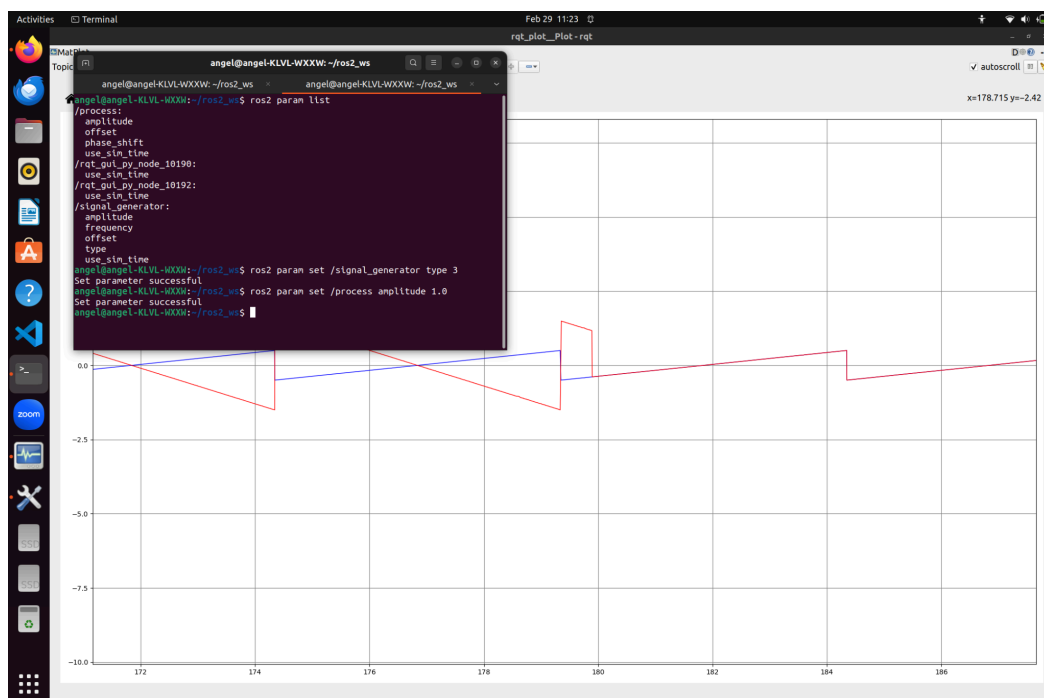 Activities Terminal Feb 29 11:23
rqt_plot__Plot - rqt
angel@angel-KLVL-WXXW: ~/ros2_ws
angel@angel-KLVL-WXXW: ~/ros2_ws × angel@angel-KLVL-WXXW: ~/ros2_ws ×
autoscroll
x=178.715 y=−2.42
angel@angel-KLVL-WXXW:~/ros2_ws$ ros2 param list
/process:
amplitude
offset
phase_shift
use_sim_time
/rqt_gui_py_node_10190:
use_sim_time
/rqt_gui_py_node_10192:
use_sim_time
/signal_generator:
amplitude
frequency
offset
type
use_sim_time
angel@angel-KLVL-WXXW:~/ros2_ws$ ros2 param set /signal_generator type 3
Set parameter successful
angel@angel-KLVL-WXXW:~/ros2_ws$ ros2 param set /process amplitude 1.0
Set parameter successful
angel@angel-KLVL-WXXW:~/ros2_ws$
0.0
−2.5
−5.0
−7.5
−10.0
172 174 176 178 180 182 184 186
zoom
SSD
SSD